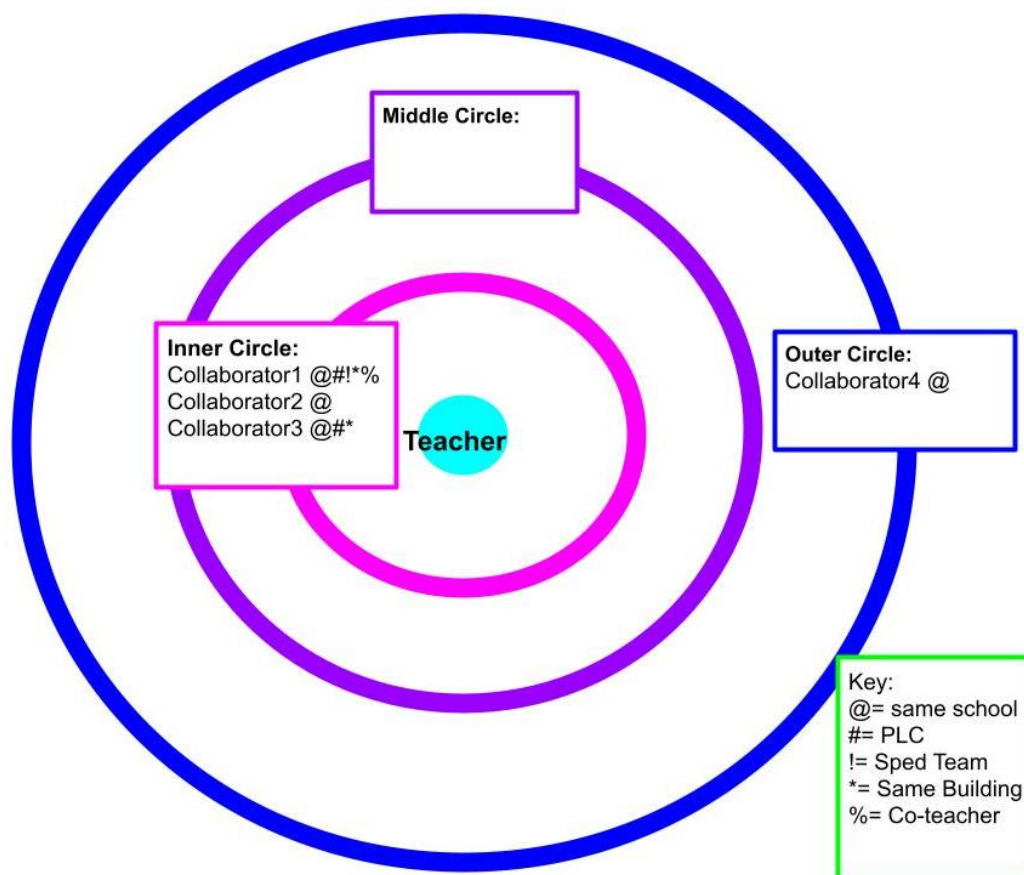 Middle Circle:
Inner Circle:
Collaborator1 @#!*%
Collaborator2 @
Collaborator3 @#*
Teacher
Outer Circle:
Collaborator4 @
Key:
@= same school
#= PLC
!= Sped Team
*= Same Building
%= Co-teacher